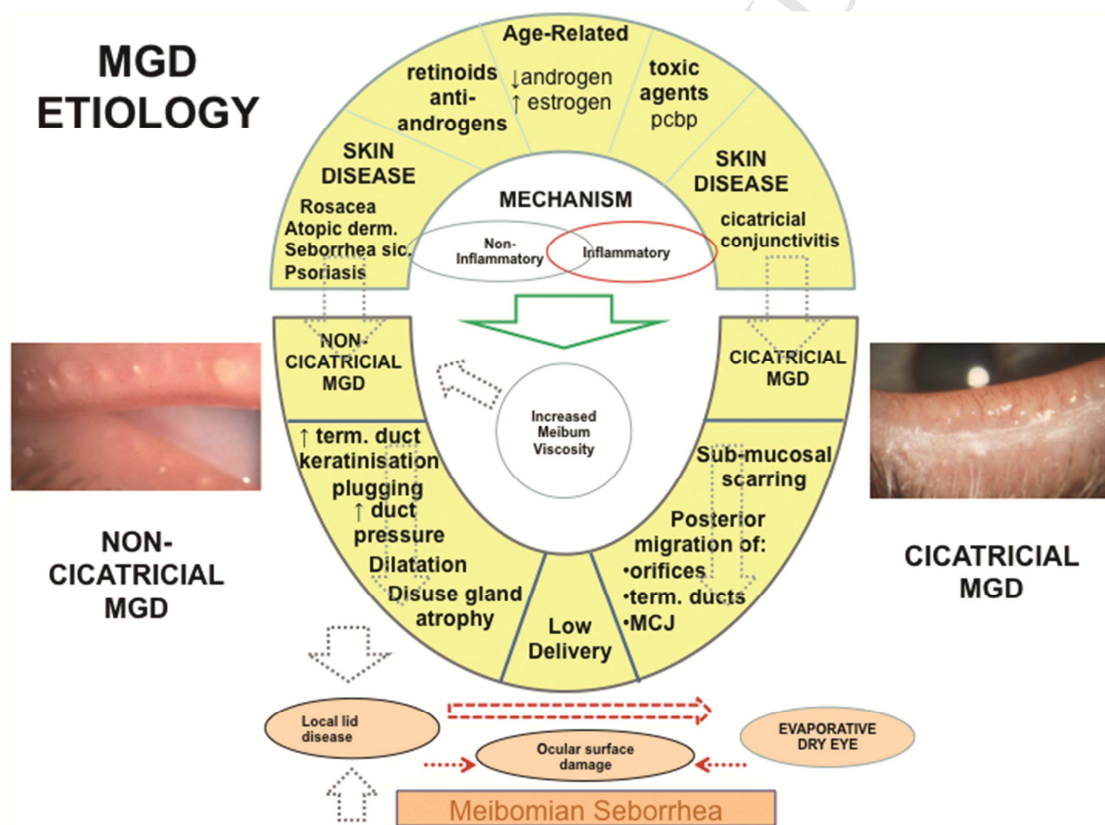 MGD
ETIOLOGY
Age-Related
↓androgen
↑ estrogen
retinoids
anti-
androgens
toxic
agents
pcbp
SKIN
DISEASE
Rosacea
Atopic derm.
Seborrhea sic.
Psoriasis
SKIN
DISEASE
cicatricial
conjunctivitis
MECHANISM
Non-
Inflammatory
Inflammatory
NON-
CICATRICIAL
MGD
CICATRICIAL
MGD
Increased
Meibum
Viscosity
↑ term. duct
keratinisation
plugging
↑ duct
pressure
Dilatation
Disuse gland
atrophy
Low
Delivery
Sub-mucosal
scarring
Posterior
migration of:
•orifices
•term. ducts
•MCJ
NON-
CICATRICIAL
MGD
CICATRICIAL
MGD
Local lid
disease
Ocular surface
damage
EVAPORATIVE
DRY EYE
Meibomian Seborrhea